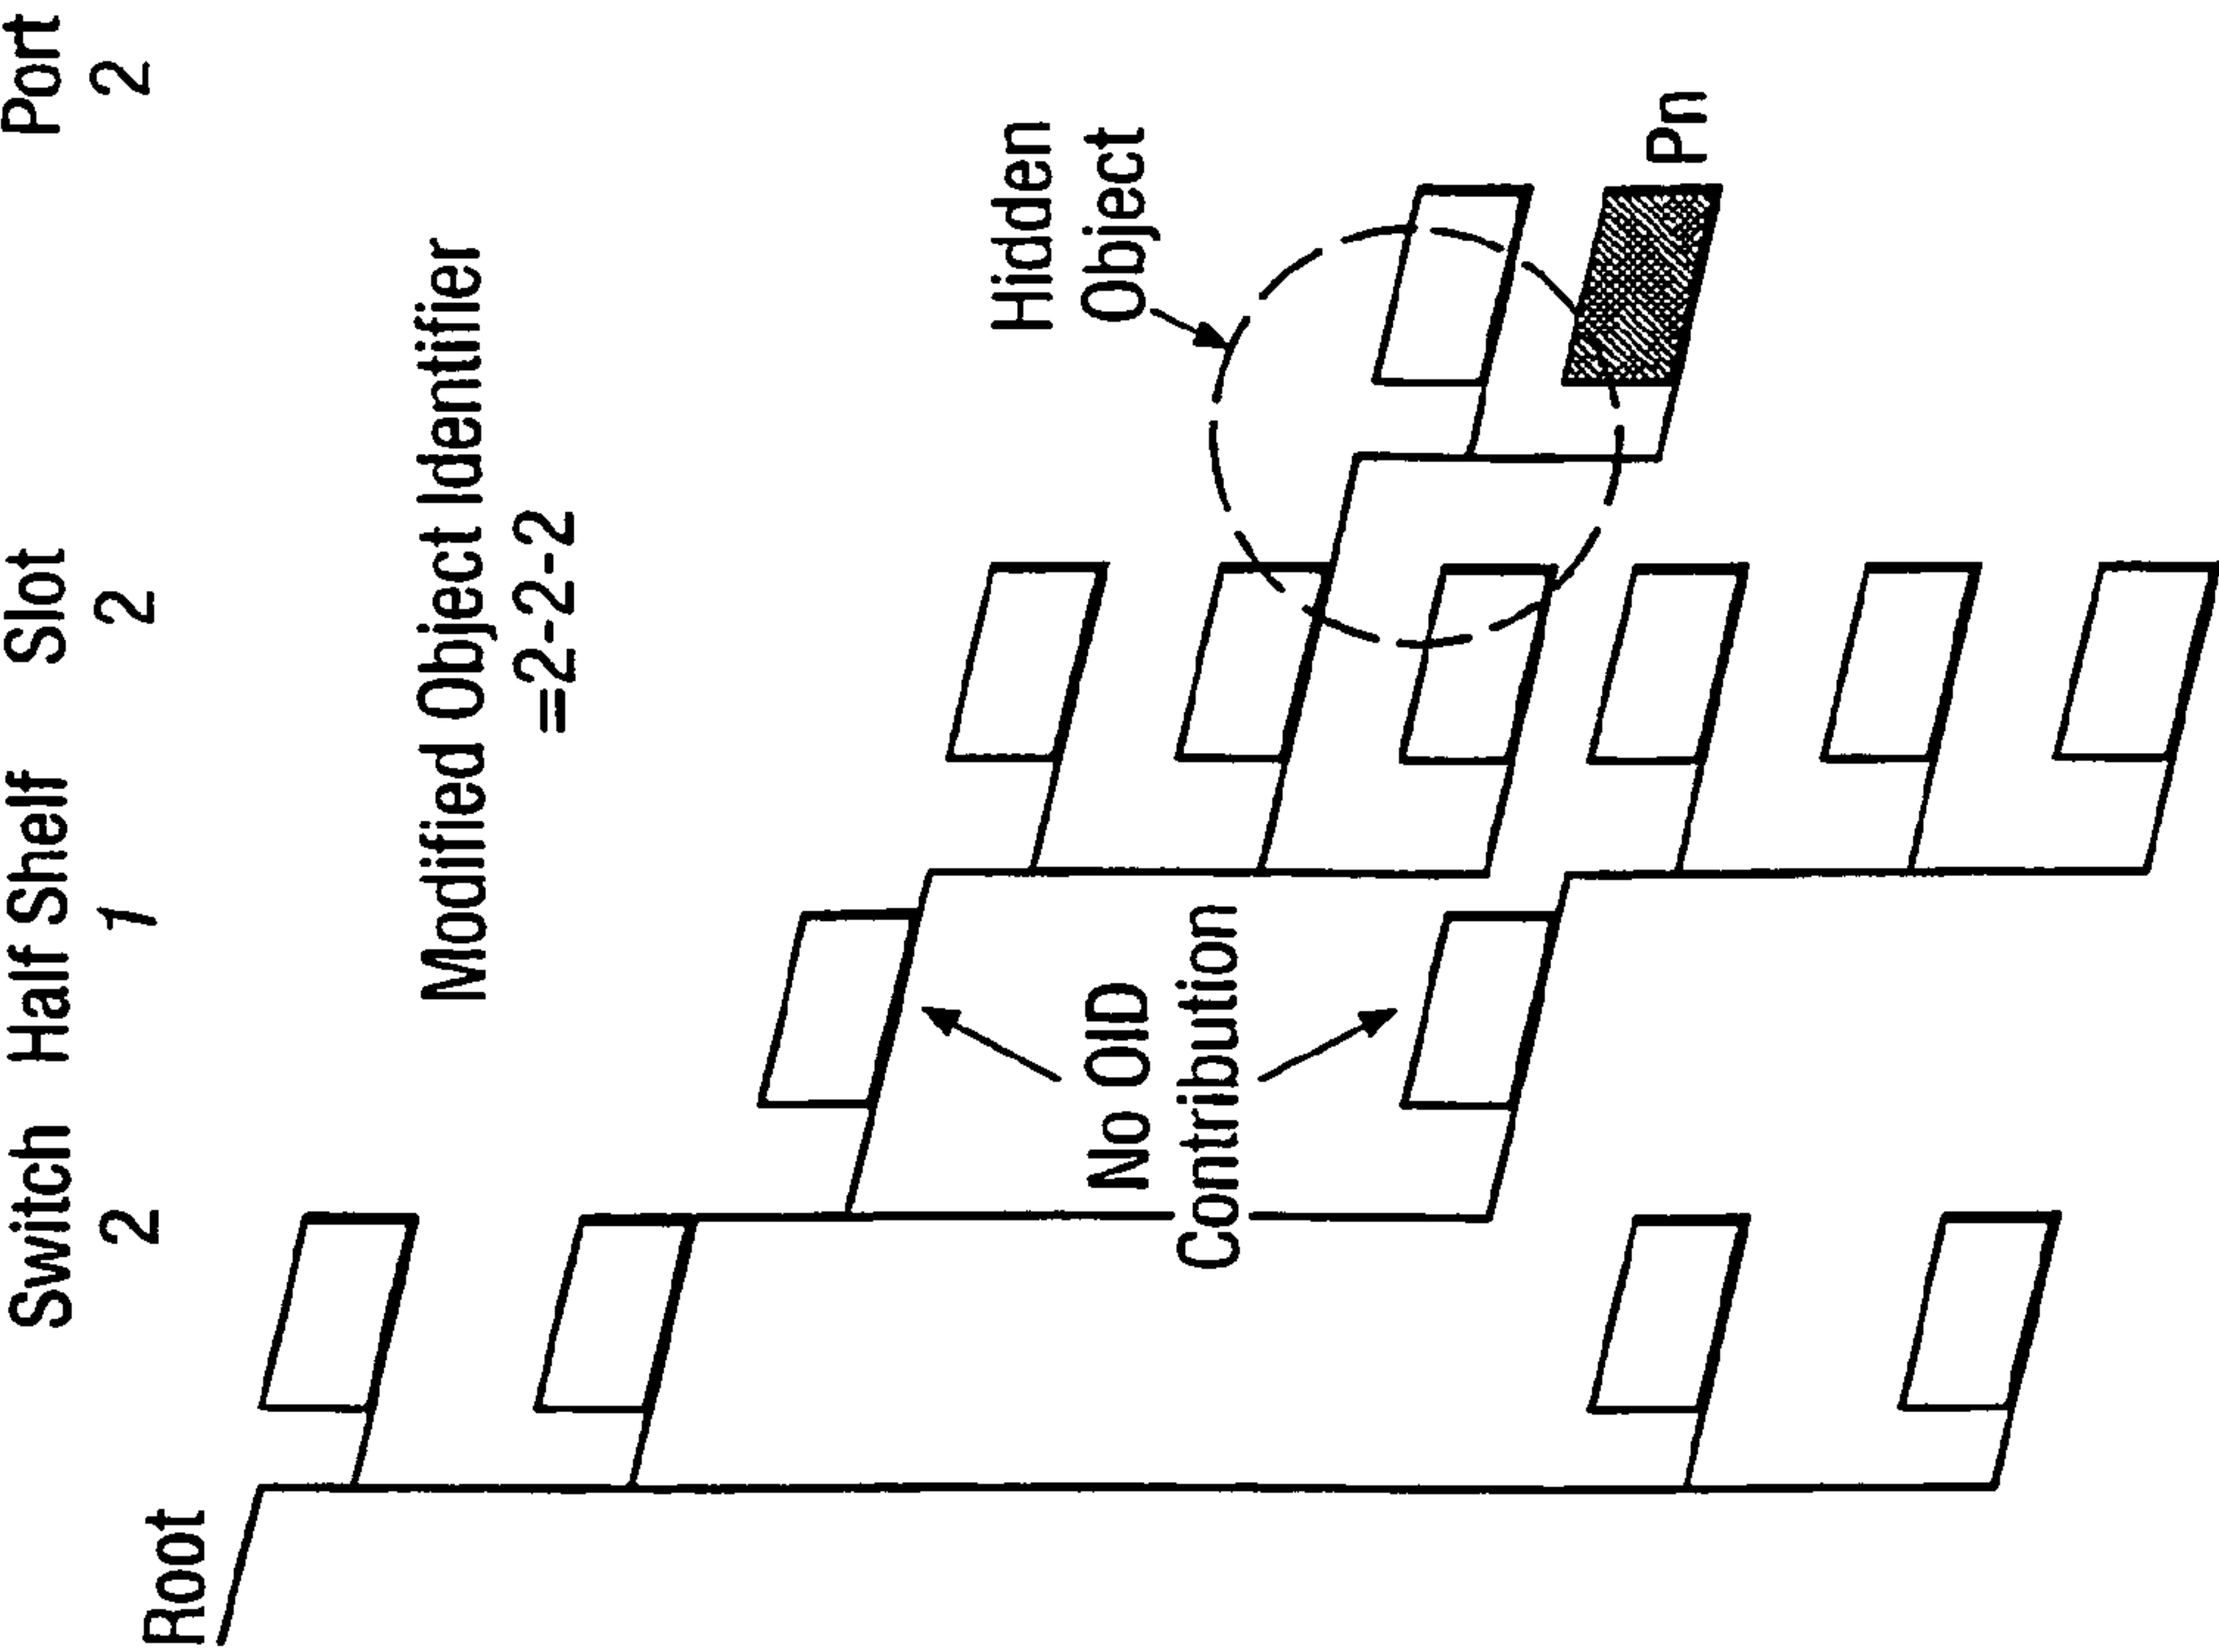 Switch Half Shelf Slot Port
2 1 2 2
Root
Modified Object Identifier
=2-2-2
Hidden
Object
No OID
Contribution
Pn